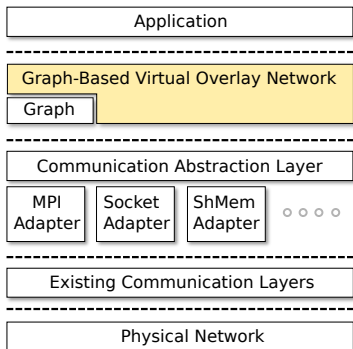 Application
Graph-Based Virtual Overlay Network
Graph
Communication Abstraction Layer
MPI
Adapter
Socket
Adapter
ShMem
Adapter
Existing Communication Layers
Physical Network